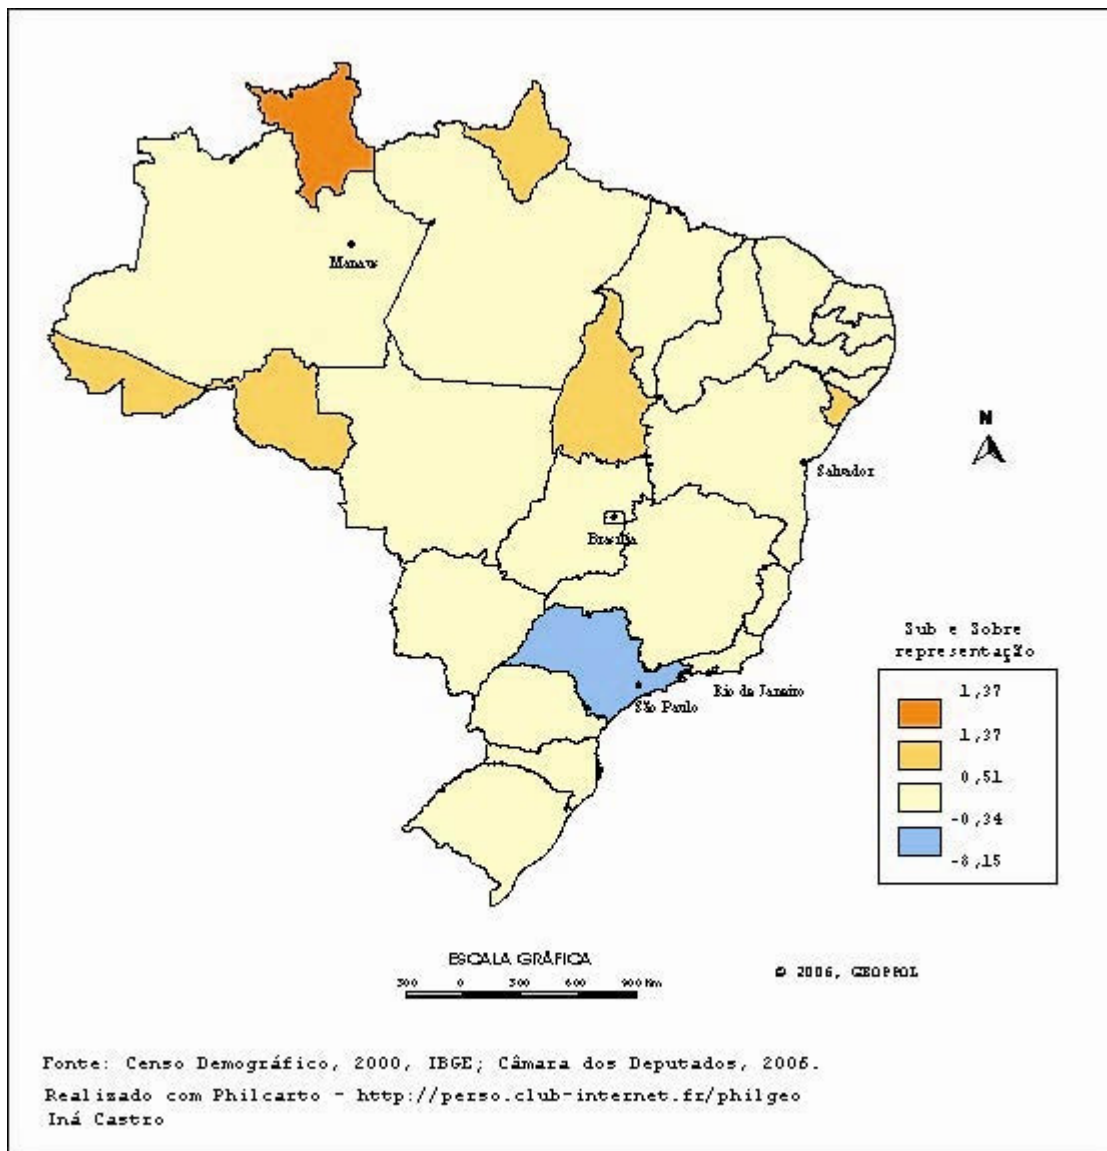 Manaus
Salvador
Brasília
São Paulo
Rio de Janeiro
N
Sub e Sobre
representação
1,37
1,37
0,51
-0,34
-8,15
ESCALA GRÁFICA
300 0 300 600 900 Km
© 2006, GEOPPOL
Fonte: Censo Demográfico, 2000, IBGE; Câmara dos Deputados, 2006.
Realizado com Philcarto - http://perso.club-internet.fr/philgeo
Iná Castro